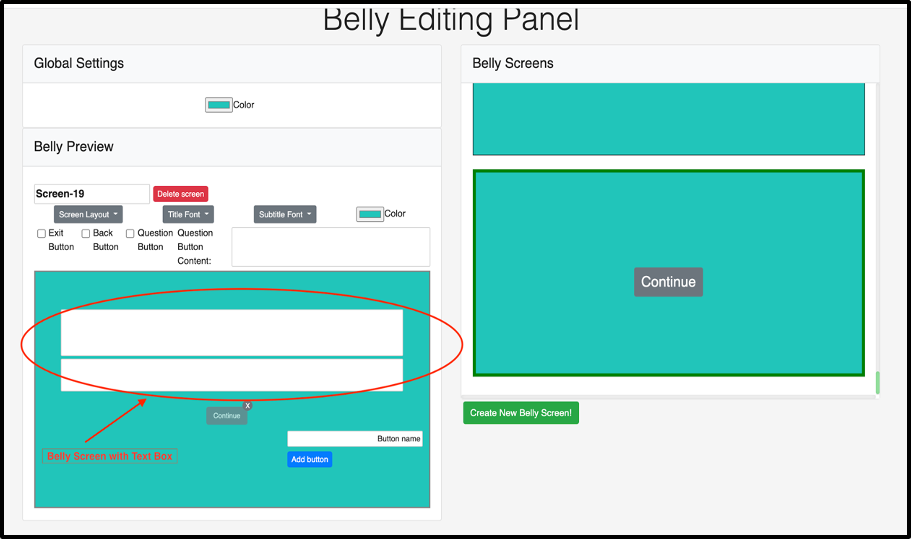 Belly Editing Panel
Global Settings
Color
Belly Preview
Screen-19
Delete screen
Screen Layout
Title Font
Subtitle Font
Color
Exit Button
Back Button
Question Button
Question Button Content:
Continue
X
Button name
Add button
Belly Screen with Text Box
Belly Screens
Continue
Create New Belly Screen!